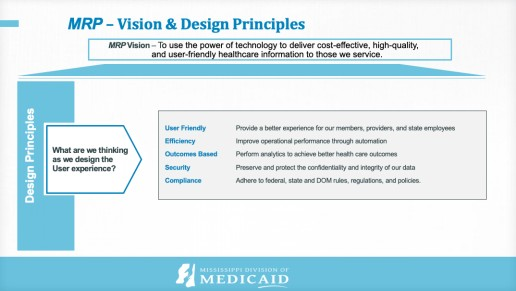 MRP – Vision & Design Principles
MRP Vision – To use the power of technology to deliver cost-effective, high-quality,
and user-friendly healthcare information to those we service.
Design Principles
What are we thinking
as we design the
User experience?
User Friendly Provide a better experience for our members, providers, and state employees
Efficiency Improve operational performance through automation
Outcomes Based Perform analytics to achieve better health care outcomes
Security Preserve and protect the confidentiality and integrity of our data
Compliance Adhere to federal, state and DOM rules, regulations, and policies.
MISSISSIPPI DIVISION OF
MEDICAID